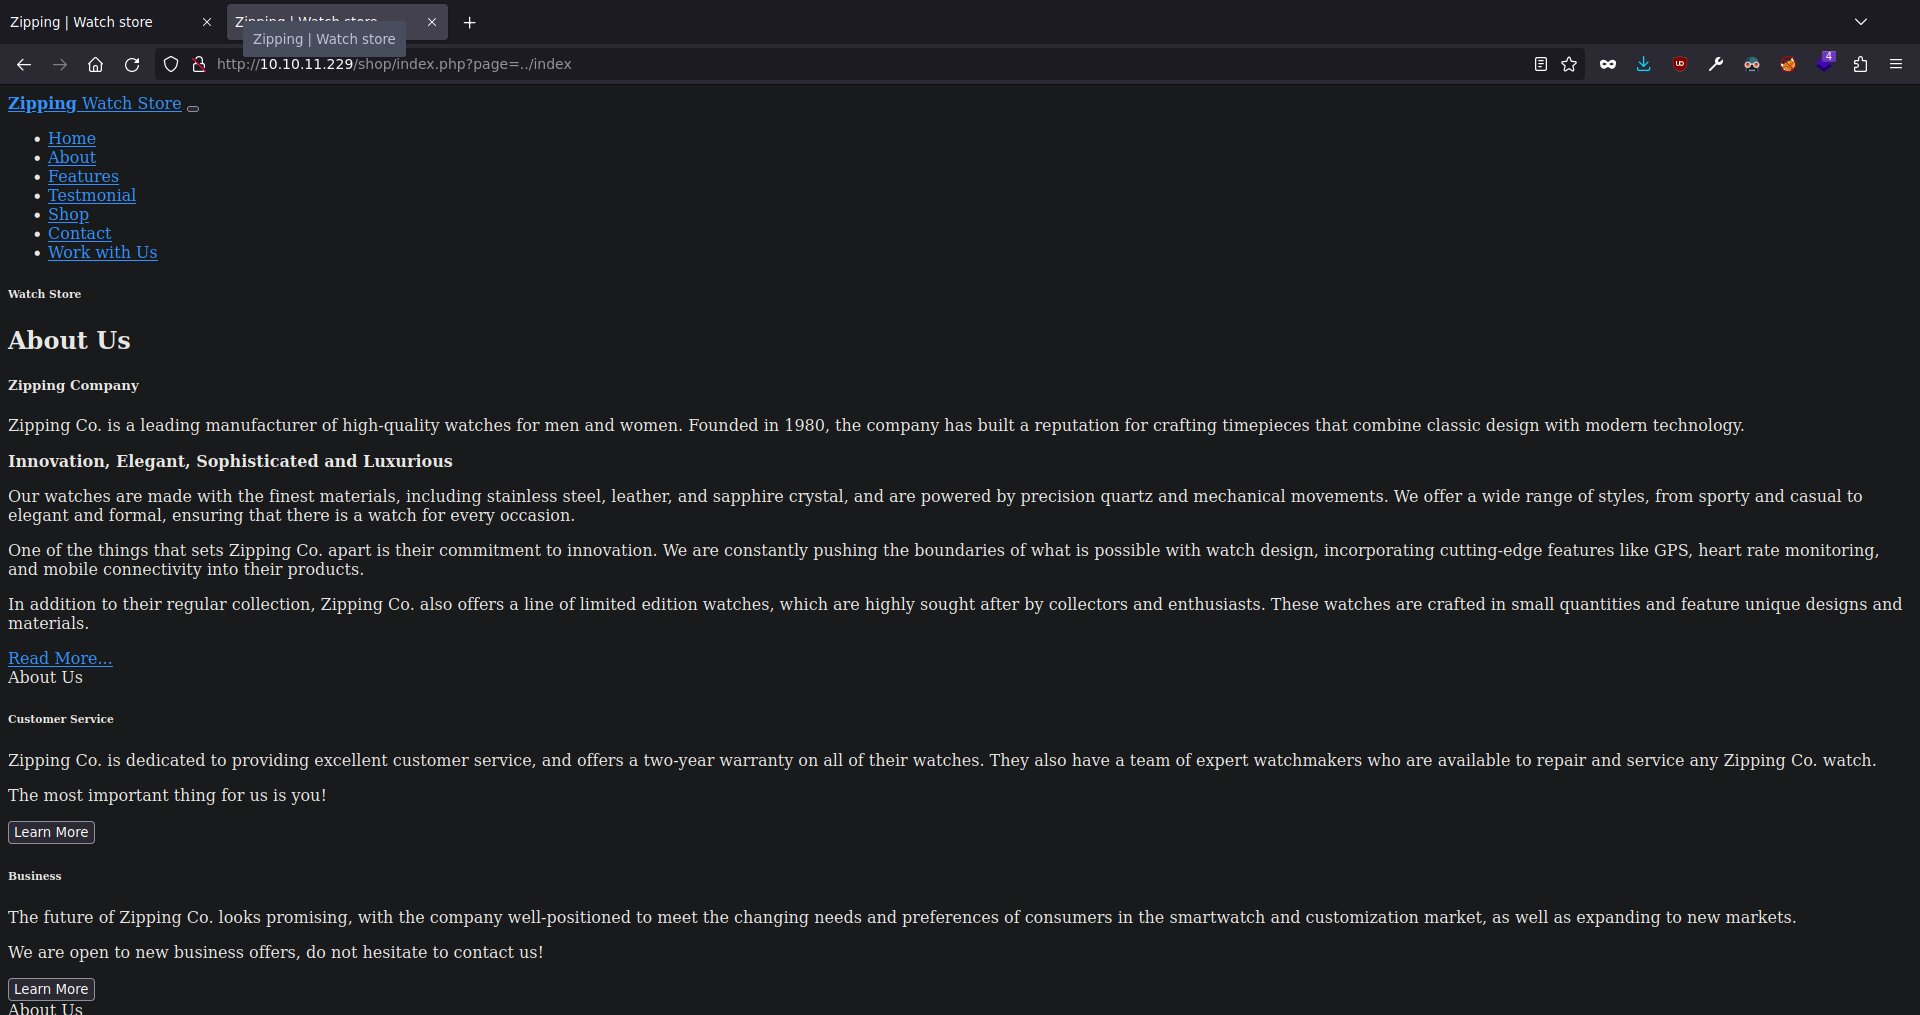 Zipping | Watch store
Zipping | Watch store
Zipping | Watch store
http://10.10.11.229/shop/index.php?page=../index
4
Zipping Watch Store
Home
About
Features
Testmonial
Shop
Contact
Work with Us
Watch Store
About Us
Zipping Company
Zipping Co. is a leading manufacturer of high-quality watches for men and women. Founded in 1980, the company has built a reputation for crafting timepieces that combine classic design with modern technology.
Innovation, Elegant, Sophisticated and Luxurious
Our watches are made with the finest materials, including stainless steel, leather, and sapphire crystal, and are powered by precision quartz and mechanical movements. We offer a wide range of styles, from sporty and casual to
elegant and formal, ensuring that there is a watch for every occasion.
One of the things that sets Zipping Co. apart is their commitment to innovation. We are constantly pushing the boundaries of what is possible with watch design, incorporating cutting-edge features like GPS, heart rate monitoring,
and mobile connectivity into their products.
In addition to their regular collection, Zipping Co. also offers a line of limited edition watches, which are highly sought after by collectors and enthusiasts. These watches are crafted in small quantities and feature unique designs and
materials.
Read More...
About Us
Customer Service
Zipping Co. is dedicated to providing excellent customer service, and offers a two-year warranty on all of their watches. They also have a team of expert watchmakers who are available to repair and service any Zipping Co. watch.
The most important thing for us is you!
Learn More
Business
The future of Zipping Co. looks promising, with the company well-positioned to meet the changing needs and preferences of consumers in the smartwatch and customization market, as well as expanding to new markets.
We are open to new business offers, do not hesitate to contact us!
Learn More
About Us